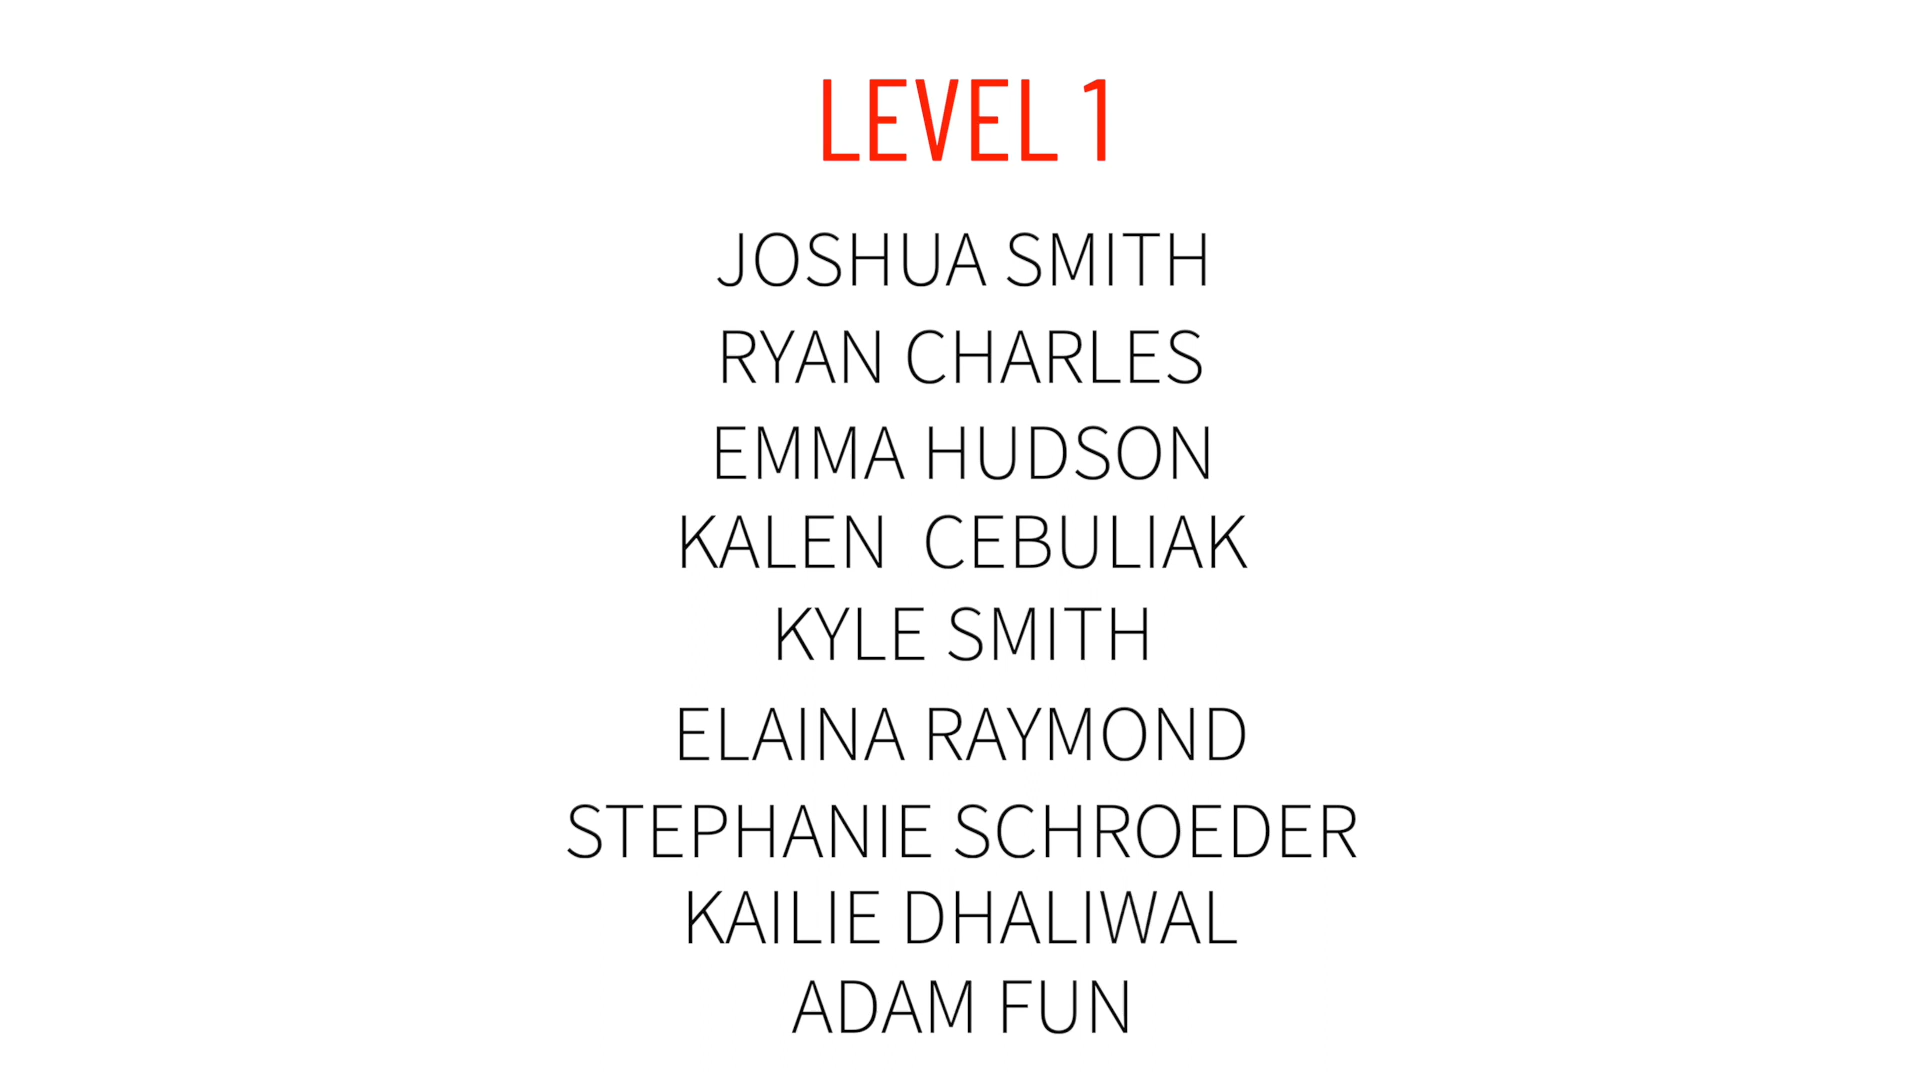 LEVEL 1
JOSHUA SMITH
RYAN CHARLES
EMMA HUDSON
KALEN  CEBULIAK
KYLE SMITH
ELAINA RAYMOND
STEPHANIE SCHROEDER
KAILIE DHALIWAL
ADAM FUN